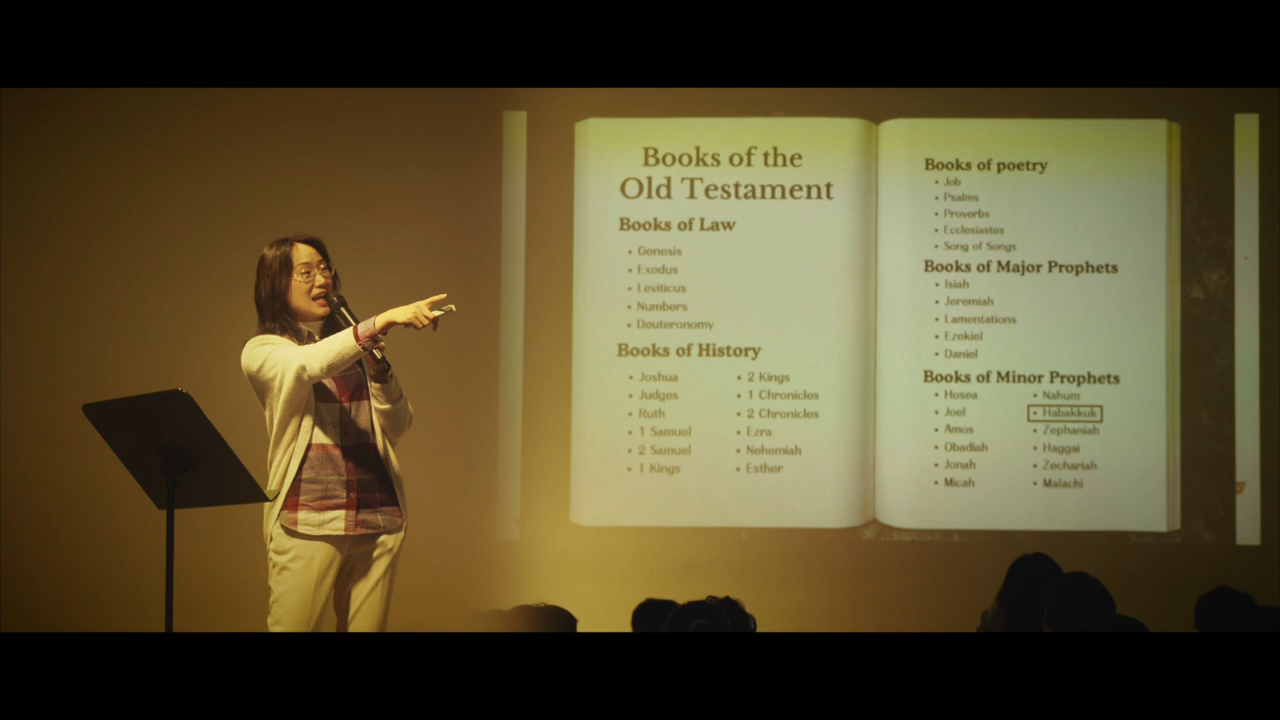 Books of the
Old Testament
Books of Law
• Genesis
• Exodus
• Leviticus
• Numbers
• Deuteronomy
Books of History
• Joshua
• Judges
• Ruth
• 1 Samuel
• 2 Samuel
• 1 Kings
• 2 Kings
• 1 Chronicles
• 2 Chronicles
• Ezra
• Nehemiah
• Esther
Books of poetry
• Job
• Psalms
• Proverbs
• Ecclesiastes
• Song of Songs
Books of Major Prophets
• Isiah
• Jeremiah
• Lamentations
• Ezekiel
• Daniel
Books of Minor Prophets
• Hosea
• Joel
• Amos
• Obadiah
• Jonah
• Micah
• Nahum
• Habakkuk
• Zephaniah
• Haggai
• Zechariah
• Malachi